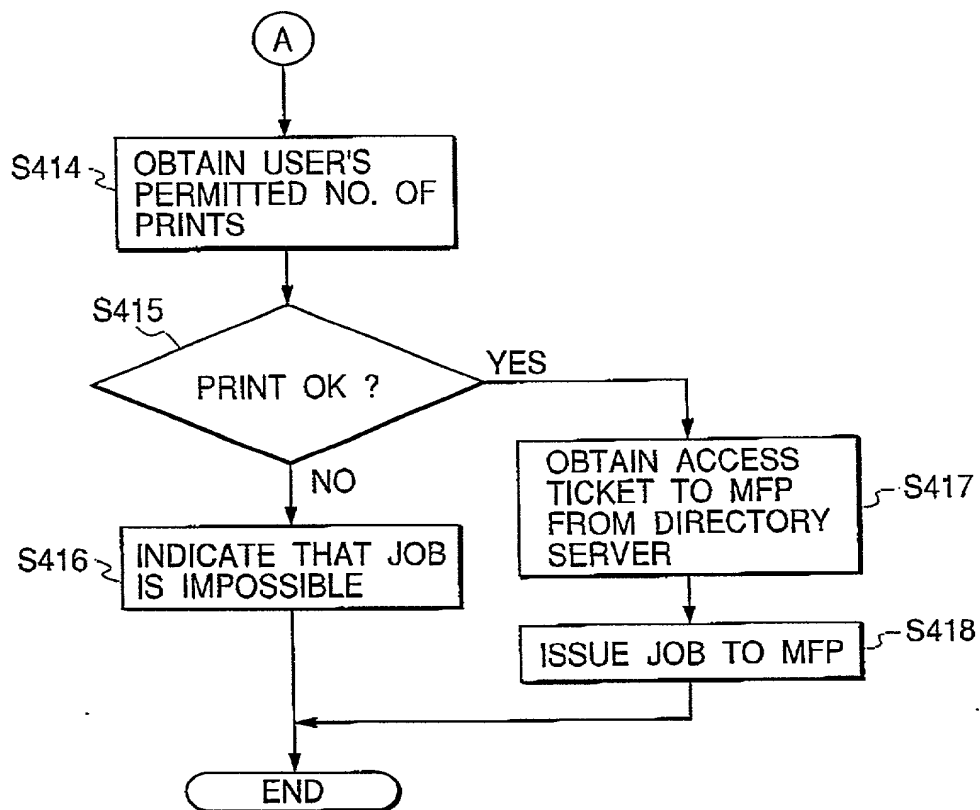 A
S414
OBTAIN USER'S
PERMITTED NO. OF
PRINTS
S415
PRINT OK ?
YES
NO
S416
INDICATE THAT JOB
IS IMPOSSIBLE
OBTAIN ACCESS
TICKET TO MFP
FROM DIRECTORY
SERVER
S417
ISSUE JOB TO MFP
S418
END